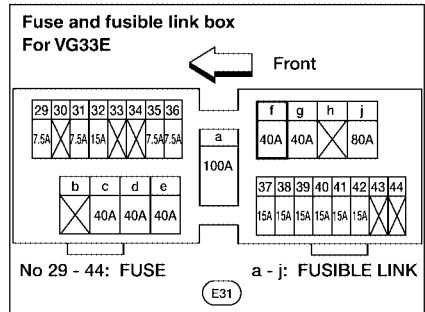 Fuse and fusible link box
For VG33E
Front
29 30 31 32 33 34 35 36
7.5A 7.5A 15A 7.5A 7.5A
a
100A
f g h j
40A 40A 80A
b c d e
40A 40A 40A
37 38 39 40 41 42 43 44
15A 15A 15A 15A 15A 15A
No 29 - 44: FUSE
a - j: FUSIBLE LINK
E31